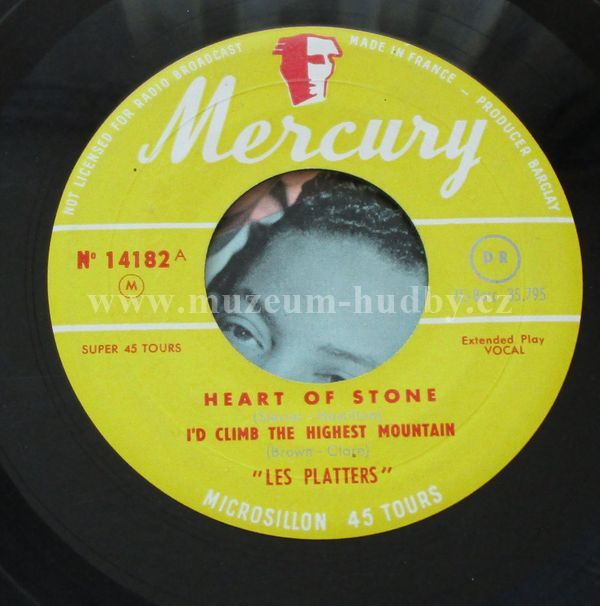 NOT LICENSED FOR RADIO BROADCAST
MADE IN FRANCE - PRODUCER BARCLAY
Mercury
Nº 14182 A
M
DR
35,795
www.muzeum-hudby.cz
SUPER 45 TOURS
Extended Play
VOCAL
HEART OF STONE
I'D CLIMB THE HIGHEST MOUNTAIN
(Brown - Clare)
"LES PLATTERS"
MICROSILLON 45 TOURS